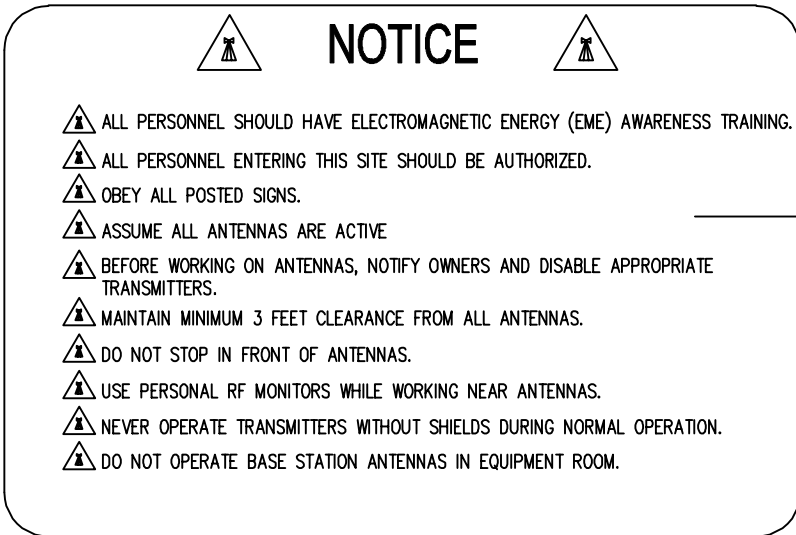 NOTICE
ALL PERSONNEL SHOULD HAVE ELECTROMAGNETIC ENERGY (EME) AWARENESS TRAINING.
ALL PERSONNEL ENTERING THIS SITE SHOULD BE AUTHORIZED.
OBEY ALL POSTED SIGNS.
ASSUME ALL ANTENNAS ARE ACTIVE
BEFORE WORKING ON ANTENNAS, NOTIFY OWNERS AND DISABLE APPROPRIATE
TRANSMITTERS.
MAINTAIN MINIMUM 3 FEET CLEARANCE FROM ALL ANTENNAS.
DO NOT STOP IN FRONT OF ANTENNAS.
USE PERSONAL RF MONITORS WHILE WORKING NEAR ANTENNAS.
NEVER OPERATE TRANSMITTERS WITHOUT SHIELDS DURING NORMAL OPERATION.
DO NOT OPERATE BASE STATION ANTENNAS IN EQUIPMENT ROOM.